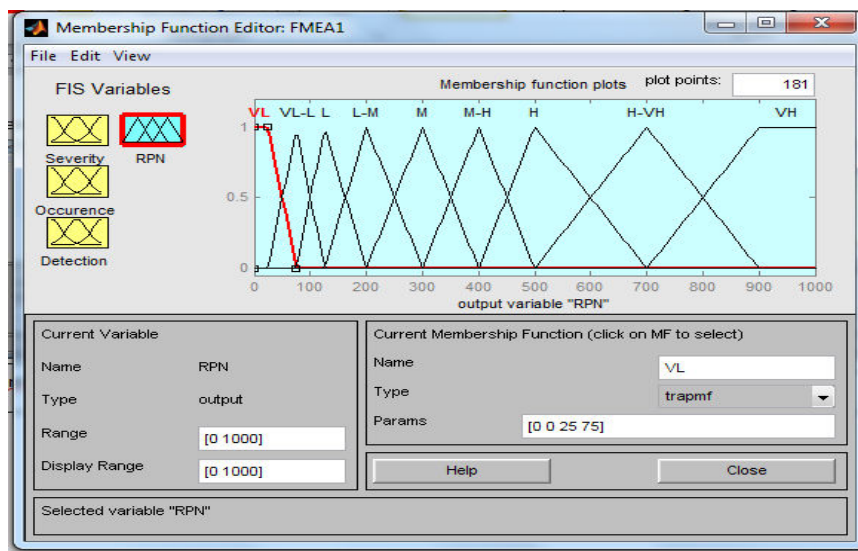 Membership Function Editor: FMEA1
File Edit View
FIS Variables
Membership function plots plot points: 181
Severity
RPN
Occurence
Detection
VL VL-L L L-M M M-H H H-VH VH
1
0.5
0
0 100 200 300 400 500 600 700 800 900 1000
output variable "RPN"
Current Variable
Name RPN
Type output
Range [0 1000]
Display Range [0 1000]
Current Membership Function (click on MF to select)
Name VL
Type trapmf
Params [0 0 25 75]
Help Close
Selected variable "RPN"